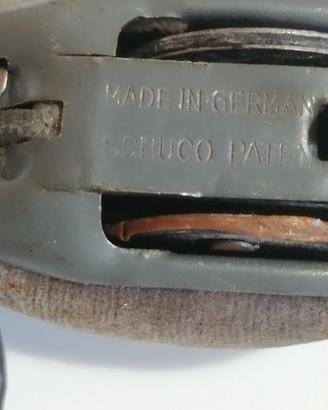 MADE IN GERMAN
SCHUCO PATEN